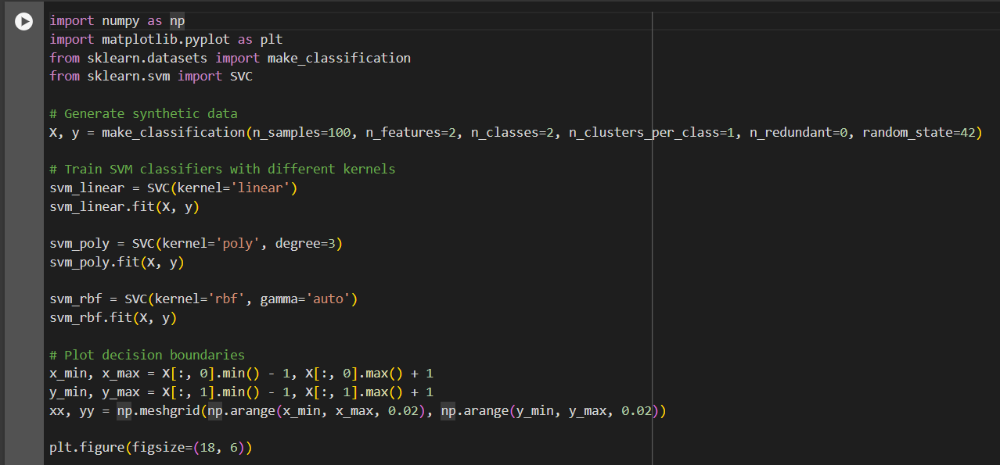 import numpy as np
import matplotlib.pyplot as plt
from sklearn.datasets import make_classification
from sklearn.svm import SVC
# Generate synthetic data
X, y = make_classification(n_samples=100, n_features=2, n_classes=2, n_clusters_per_class=1, n_redundant=0, random_state=42)
# Train SVM classifiers with different kernels
svm_linear = SVC(kernel='linear')
svm_linear.fit(X, y)
svm_poly = SVC(kernel='poly', degree=3)
svm_poly.fit(X, y)
svm_rbf = SVC(kernel='rbf', gamma='auto')
svm_rbf.fit(X, y)
# Plot decision boundaries
x_min, x_max = X[:, 0].min() - 1, X[:, 0].max() + 1
y_min, y_max = X[:, 1].min() - 1, X[:, 1].max() + 1
xx, yy = np.meshgrid(np.arange(x_min, x_max, 0.02), np.arange(y_min, y_max, 0.02))
plt.figure(figsize=(18, 6))